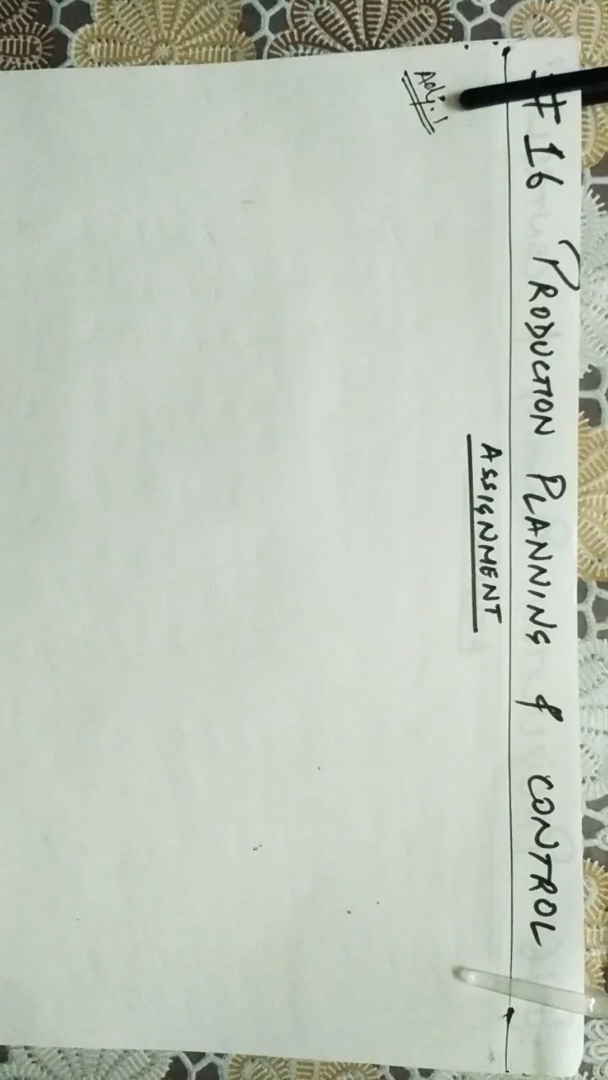 # 16 PRODUCTION PLANNING & CONTROL
ASSIGNMENT